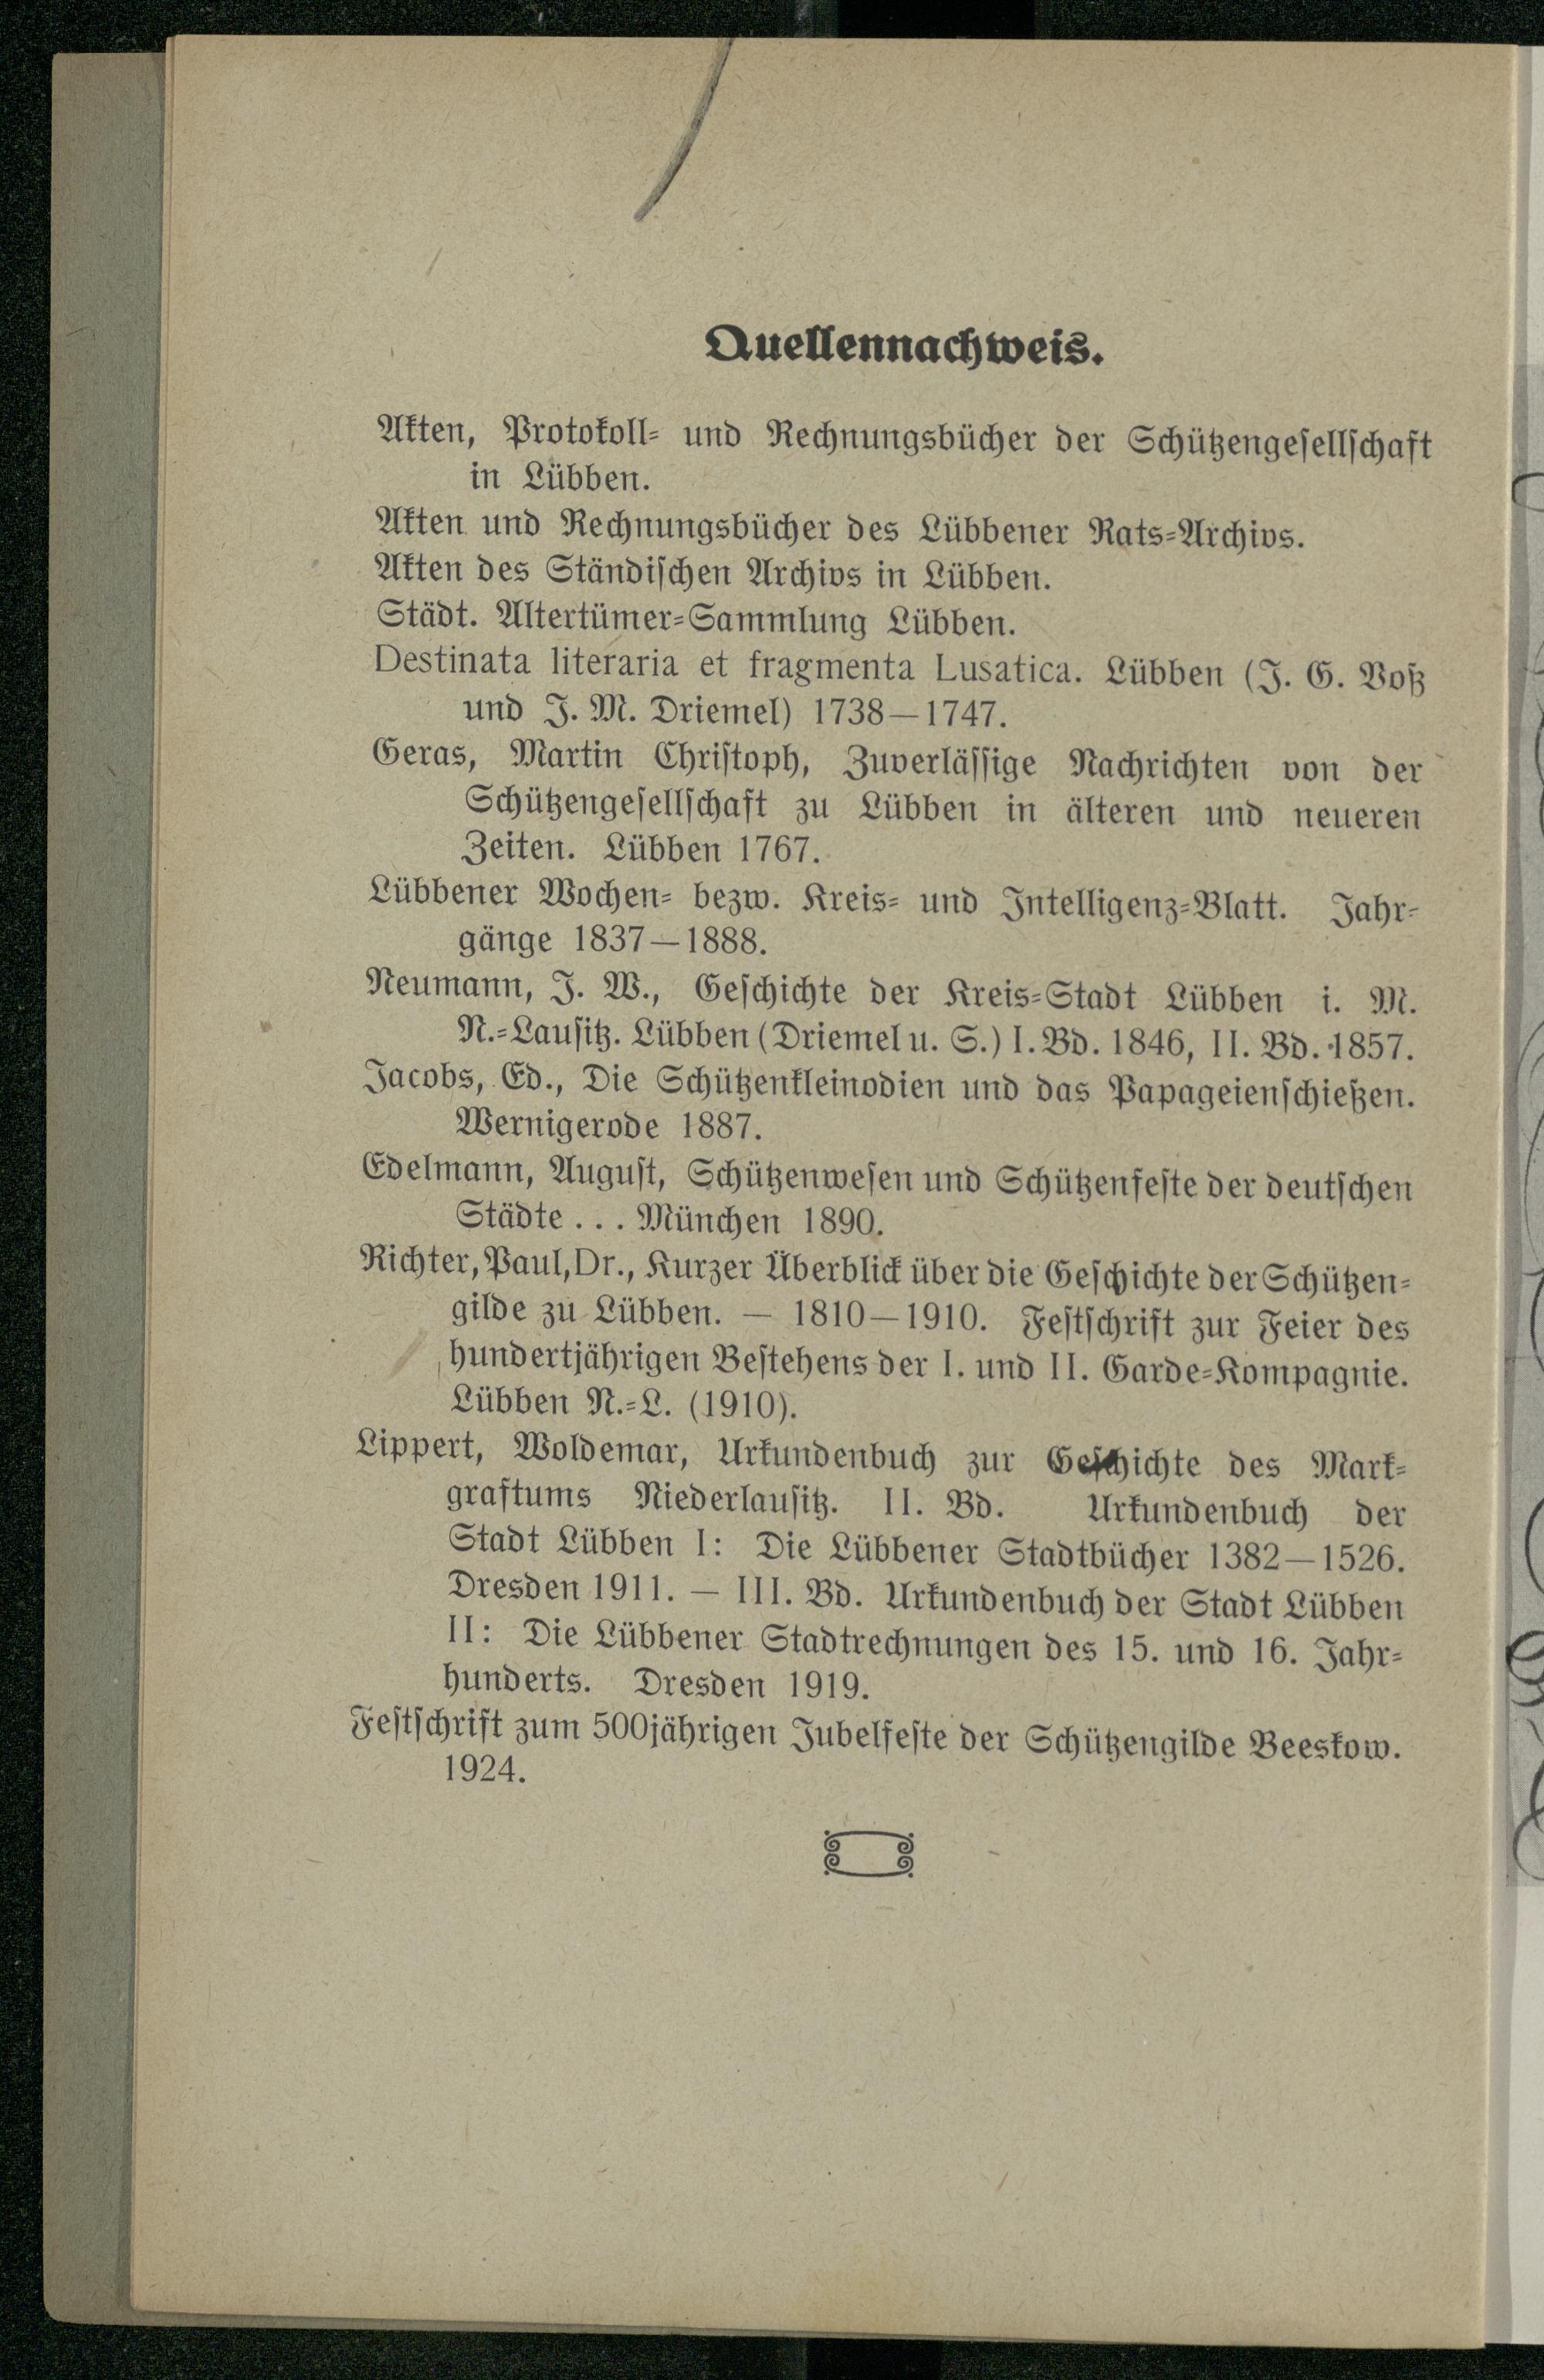 Quellennachweis.
Akten, Protokoll- und Rechnungsbücher der Schützengesellschaft
in Lübben.
Akten und Rechnungsbücher des Lübbener Rats-Archivs.
Akten des Ständischen Archivs in Lübben.
Städt. Altertümer-Sammlung Lübben.
Destinata literaria et fragmenta Lusatica. Lübben (J. G. Voß
und J. M. Driemel) 1738—1747.
Geras, Martin Christoph, Zuverlässige Nachrichten von der
Schützengesellschaft zu Lübben in älteren und neueren
Zeiten. Lübben 1767.
Lübbener Wochen- bezw. Kreis- und Intelligenz-Blatt. Jahr-
gänge 1837—1888.
Neumann, J. W., Geschichte der Kreis-Stadt Lübben i. M.
N.-Lausitz. Lübben (Driemel u. S.) I. Bd. 1846, II. Bd. 1857.
Jacobs, Ed., Die Schützenkleinodien und das Papageienschießen.
Wernigerode 1887.
Edelmann, August, Schützenwesen und Schützenfeste der deutschen
Städte . . . München 1890.
Richter, Paul, Dr., Kurzer Überblick über die Geschichte der Schützen-
gilde zu Lübben. — 1810—1910. Festschrift zur Feier des
hundertjährigen Bestehens der I. und II. Garde-Kompagnie.
Lübben N.-L. (1910).
Lippert, Woldemar, Urkundenbuch zur Geschichte des Mark-
graftums Niederlausitz. II. Bd. Urkundenbuch der
Stadt Lübben I: Die Lübbener Stadtbücher 1382—1526.
Dresden 1911. — III. Bd. Urkundenbuch der Stadt Lübben
II: Die Lübbener Stadtrechnungen des 15. und 16. Jahr-
hunderts. Dresden 1919.
Festschrift zum 500jährigen Jubelfeste der Schützengilde Beeskow.
1924.